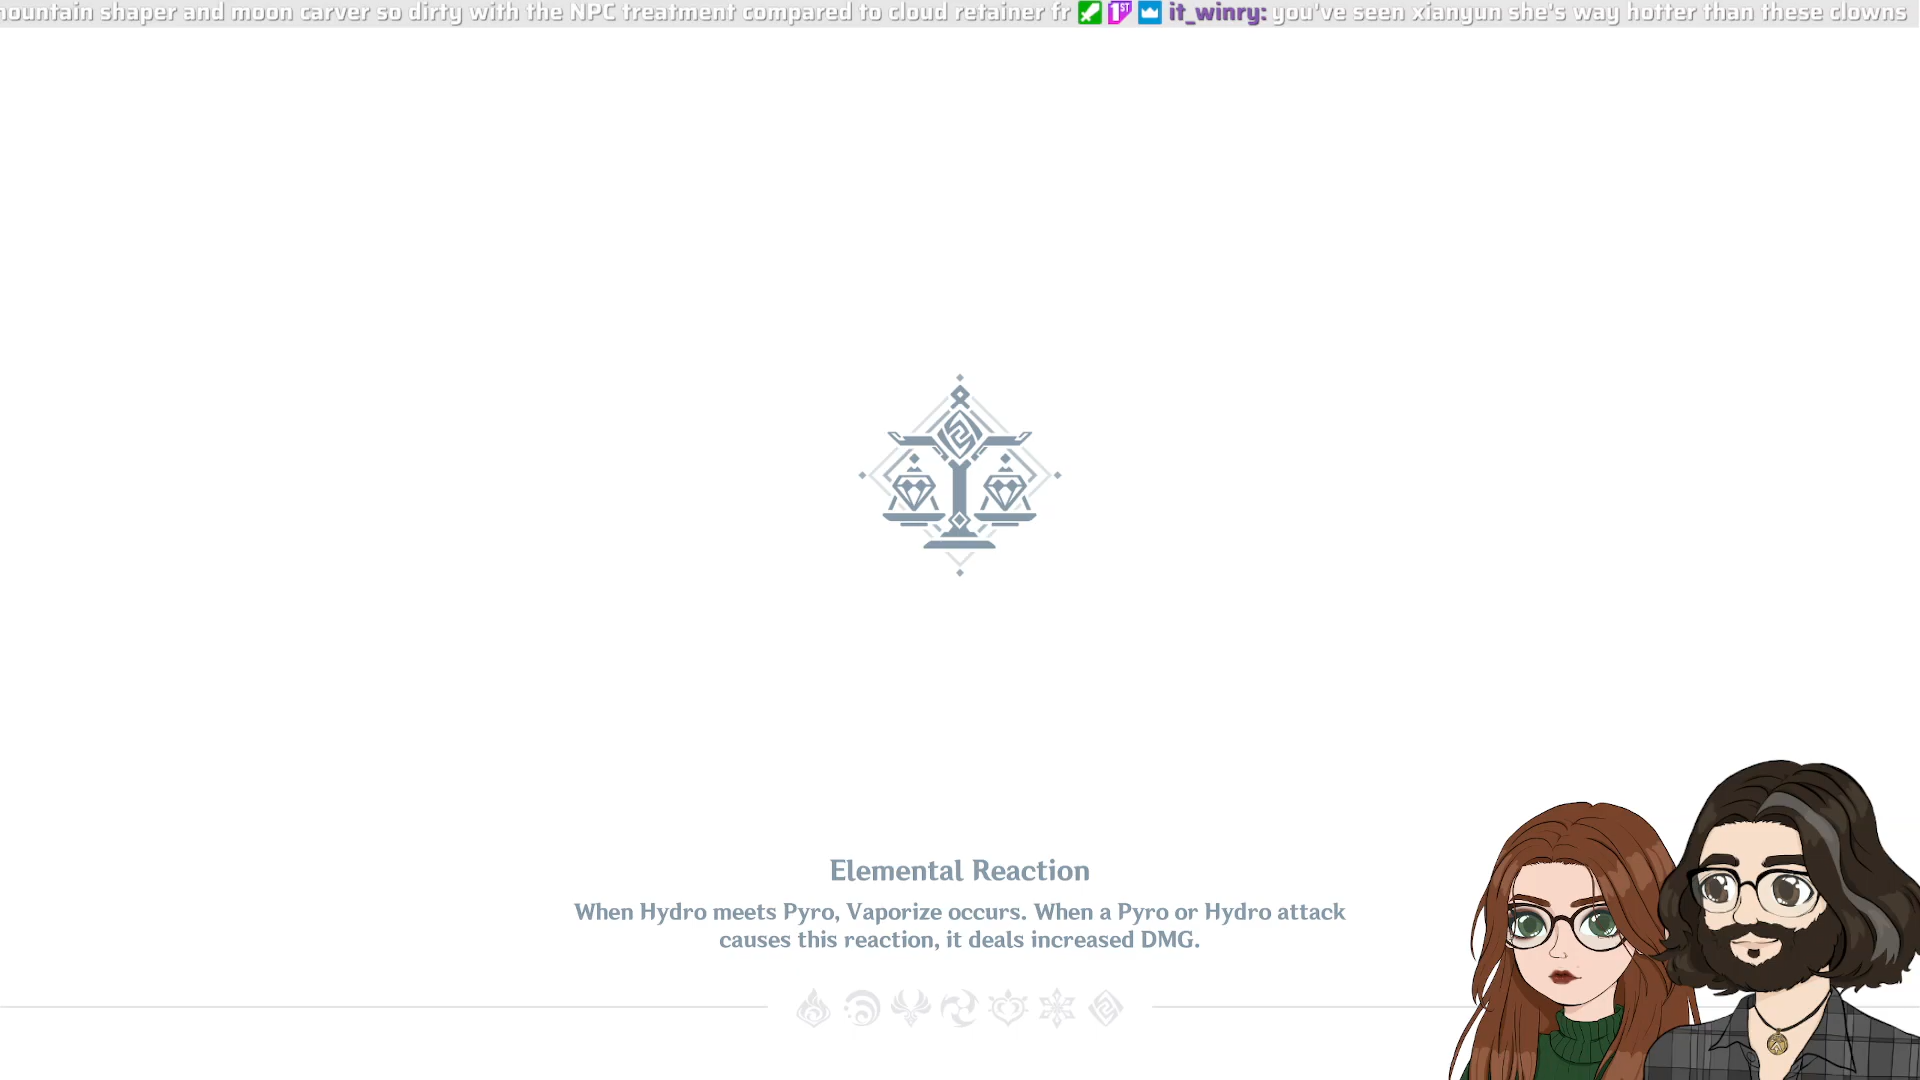 mountain shaper and moon carver so dirty with the NPC treatment compared to cloud retainer fr 1ST it_winry: you've seen xianyun she's way hotter than these clowns
Elemental Reaction
When Hydro meets Pyro, Vaporize occurs. When a Pyro or Hydro attack
causes this reaction, it deals increased DMG.